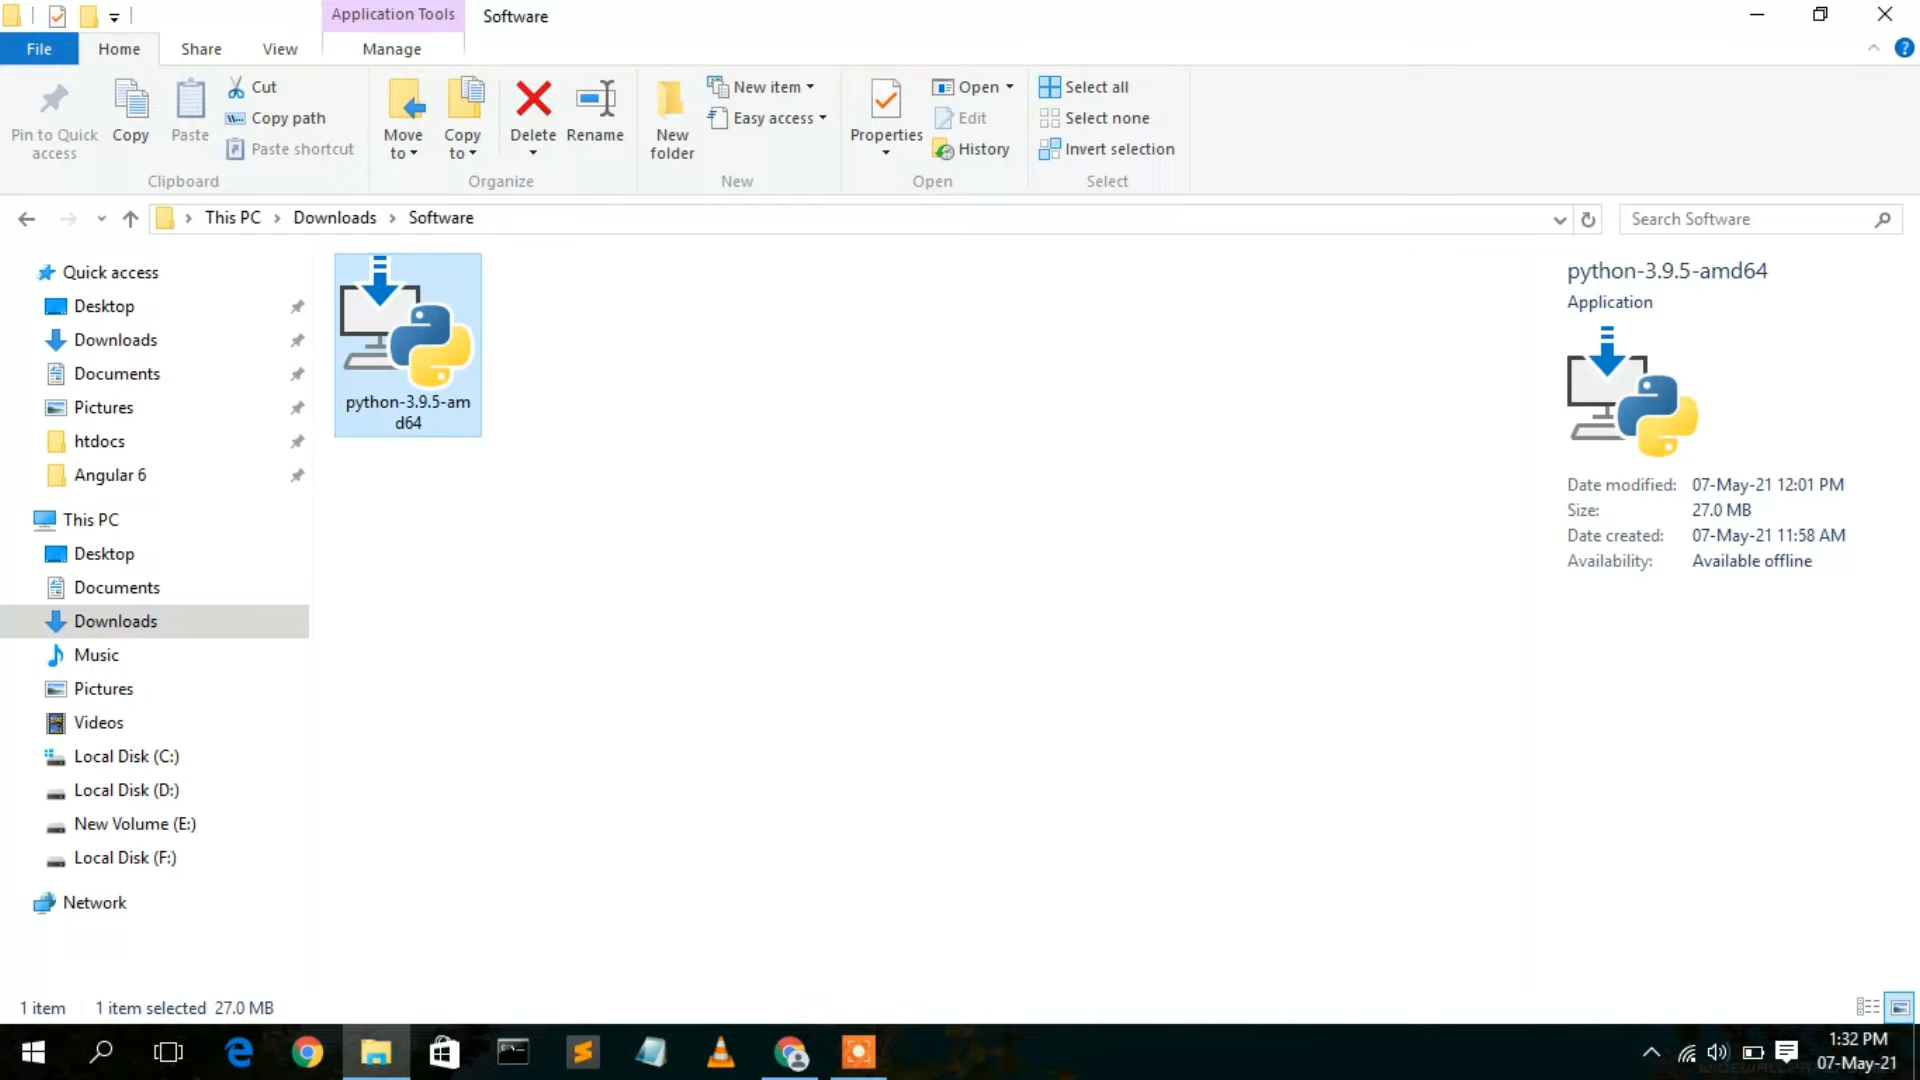 Application Tools Software
File Home Share View Manage
Pin to Quick access
Copy
Paste
Cut
Copy path
Paste shortcut
Clipboard
Move to
Copy to
Delete
Rename
Organize
New folder
New item
Easy access
New
Properties
Open
Edit
History
Open
Select all
Select none
Invert selection
Select
This PC > Downloads > Software
Search Software
Quick access
Desktop
Downloads
Documents
Pictures
htdocs
Angular 6
This PC
Desktop
Documents
Downloads
Music
Pictures
Videos
Local Disk (C:)
Local Disk (D:)
New Volume (E:)
Local Disk (F:)
Network
python-3.9.5-am
d64
python-3.9.5-amd64
Application
Date modified: 07-May-21 12:01 PM
Size: 27.0 MB
Date created: 07-May-21 11:58 AM
Availability: Available offline
1 item 1 item selected 27.0 MB
1:32 PM
07-May-21